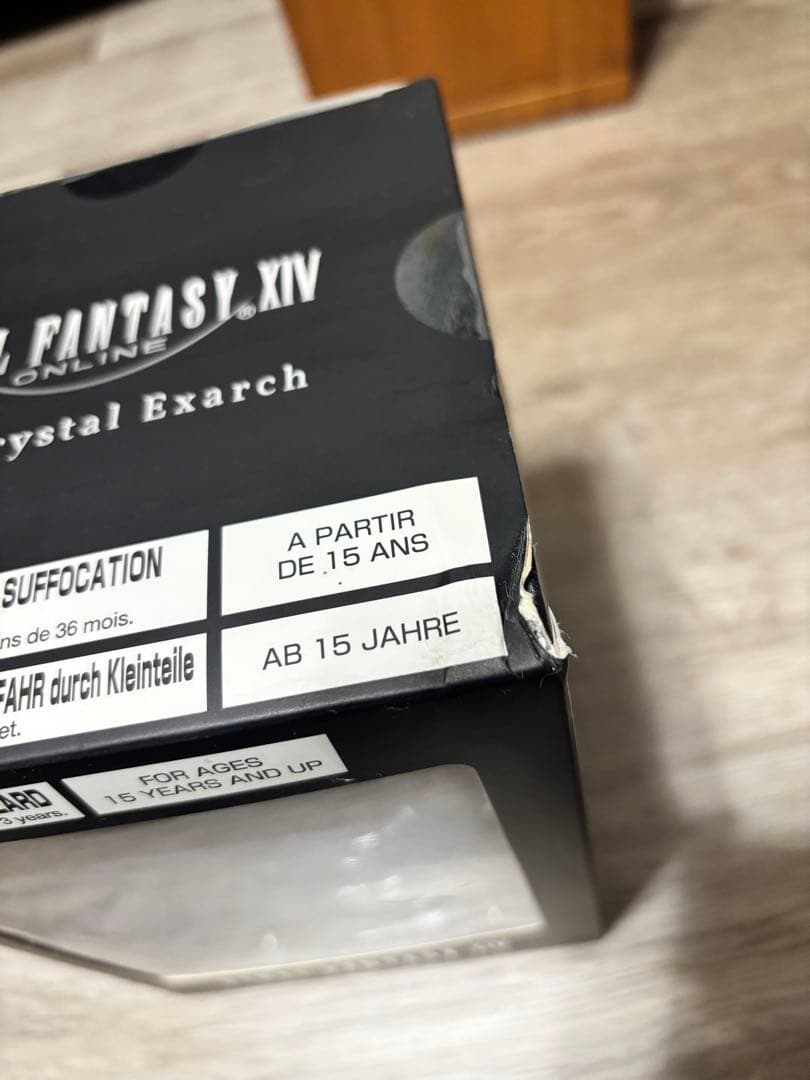 FANTASY® XIV
ONLINE
rystal Exarch
SUFFOCATION
ns de 36 mois.
A PARTIR
DE 15 ANS
FAHR durch Kleinteile
et.
AB 15 JAHRE
ARD
3 years.
FOR AGES
15 YEARS AND UP